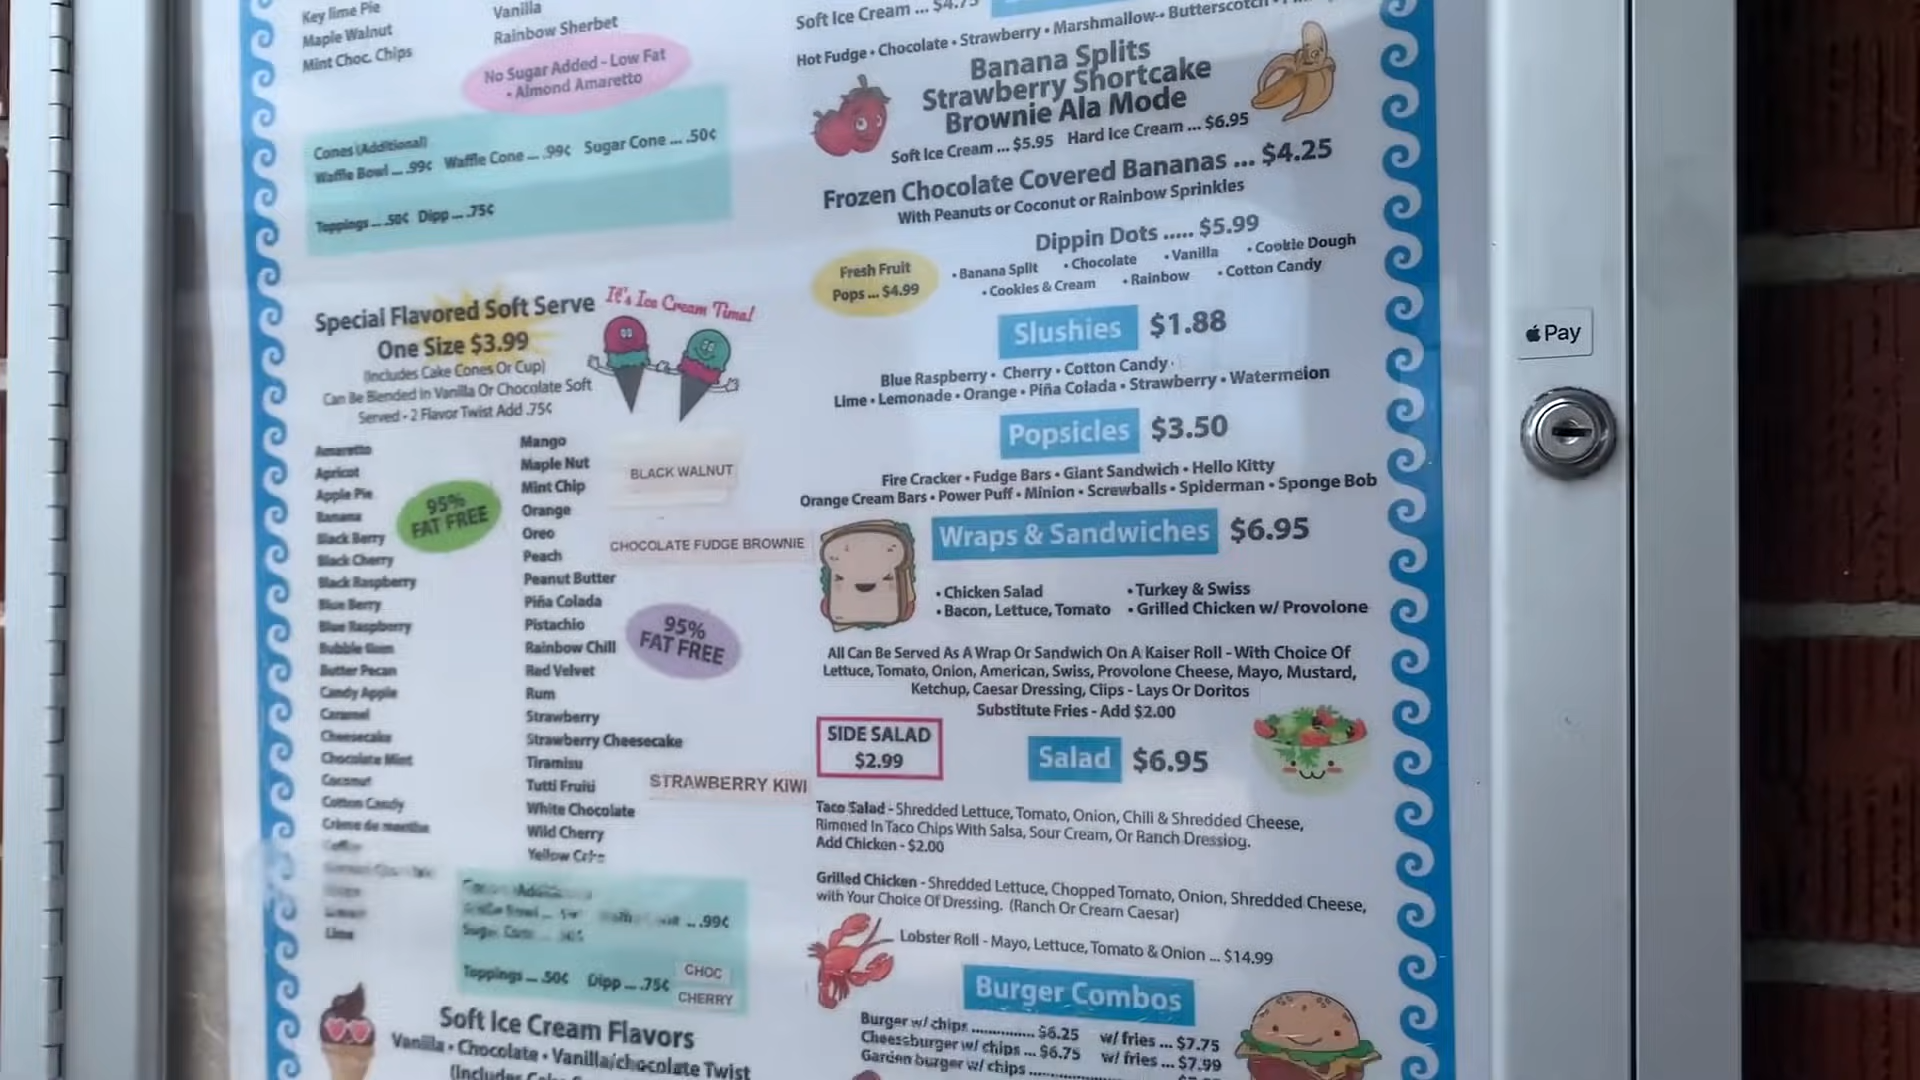 Key lime Pie
Maple Walnut
Mint Choc. Chips
Vanilla
Rainbow Sherbet
No Sugar Added - Low Fat
- Almond Amaretto
Cones (Additional)
Waffle Bowl ... .99¢ Waffle Cone ... .99¢ Sugar Cone ... .50¢
Toppings ... .50¢ Dipp ... .75¢
Special Flavored Soft Serve
One Size $3.99
(Includes Cake Cones Or Cup)
Can Be Blended In Vanilla Or Chocolate Soft
Served - 2 Flavor Twist Add .75¢
It's Ice Cream Time!
Amaretto
Apricot
Apple Pie
Banana
Black Berry
Black Cherry
Black Raspberry
Blue Berry
Blue Raspberry
Bubble Gum
Butter Pecan
Candy Apple
Caramel
Cheesecake
Chocolate Mint
Coconut
Cotton Candy
Crème de menthe
Coffee
Lime
95%
FAT FREE
Mango
Maple Nut
Mint Chip
Orange
Oreo
Peach
Peanut Butter
Piña Colada
Pistachio
Rainbow Chill
Red Velvet
Rum
Strawberry
Strawberry Cheesecake
Tiramisu
Tutti Fruiti
White Chocolate
Wild Cherry
Yellow Cake
BLACK WALNUT
CHOCOLATE FUDGE BROWNIE
95%
FAT FREE
STRAWBERRY KIWI
... .99¢
Toppings ... .50¢ Dipp ... .75¢
CHOC
CHERRY
Soft Ice Cream Flavors
Vanilla • Chocolate • Vanilla/chocolate Twist
(Includes
Soft Ice Cream ... $4.75
Hot Fudge • Chocolate • Strawberry • Marshmallow • Butterscotch
Banana Splits
Strawberry Shortcake
Brownie Ala Mode
Soft Ice Cream ... $5.95 Hard Ice Cream ... $6.95
Frozen Chocolate Covered Bananas ... $4.25
With Peanuts or Coconut or Rainbow Sprinkles
Dippin Dots ..... $5.99
• Banana Split • Chocolate • Vanilla • Cookie Dough
• Cookies & Cream • Rainbow • Cotton Candy
Fresh Fruit
Pops ... $4.99
Slushies $1.88
Blue Raspberry • Cherry • Cotton Candy •
Lime • Lemonade • Orange • Piña Colada • Strawberry • Watermelon
Popsicles $3.50
Fire Cracker • Fudge Bars • Giant Sandwich • Hello Kitty
Orange Cream Bars • Power Puff • Minion • Screwballs • Spiderman • Sponge Bob
Wraps & Sandwiches $6.95
• Chicken Salad • Turkey & Swiss
• Bacon, Lettuce, Tomato • Grilled Chicken w/ Provolone
All Can Be Served As A Wrap Or Sandwich On A Kaiser Roll - With Choice Of
Lettuce, Tomato, Onion, American, Swiss, Provolone Cheese, Mayo, Mustard,
Ketchup, Caesar Dressing, Clips - Lays Or Doritos
Substitute Fries - Add $2.00
SIDE SALAD
$2.99
Salad $6.95
Taco Salad - Shredded Lettuce, Tomato, Onion, Chili & Shredded Cheese,
Rimmed In Taco Chips With Salsa, Sour Cream, Or Ranch Dressing.
Add Chicken - $2.00
Grilled Chicken - Shredded Lettuce, Chopped Tomato, Onion, Shredded Cheese,
with Your Choice Of Dressing. (Ranch Or Cream Caesar)
Lobster Roll - Mayo, Lettuce, Tomato & Onion ... $14.99
Burger Combos
Burger w/ chips .............. $6.25 w/ fries ... $7.75
Cheessburger w/ chips ... $6.75 w/ fries ... $7.99
Garden burger w/ chips
Pay